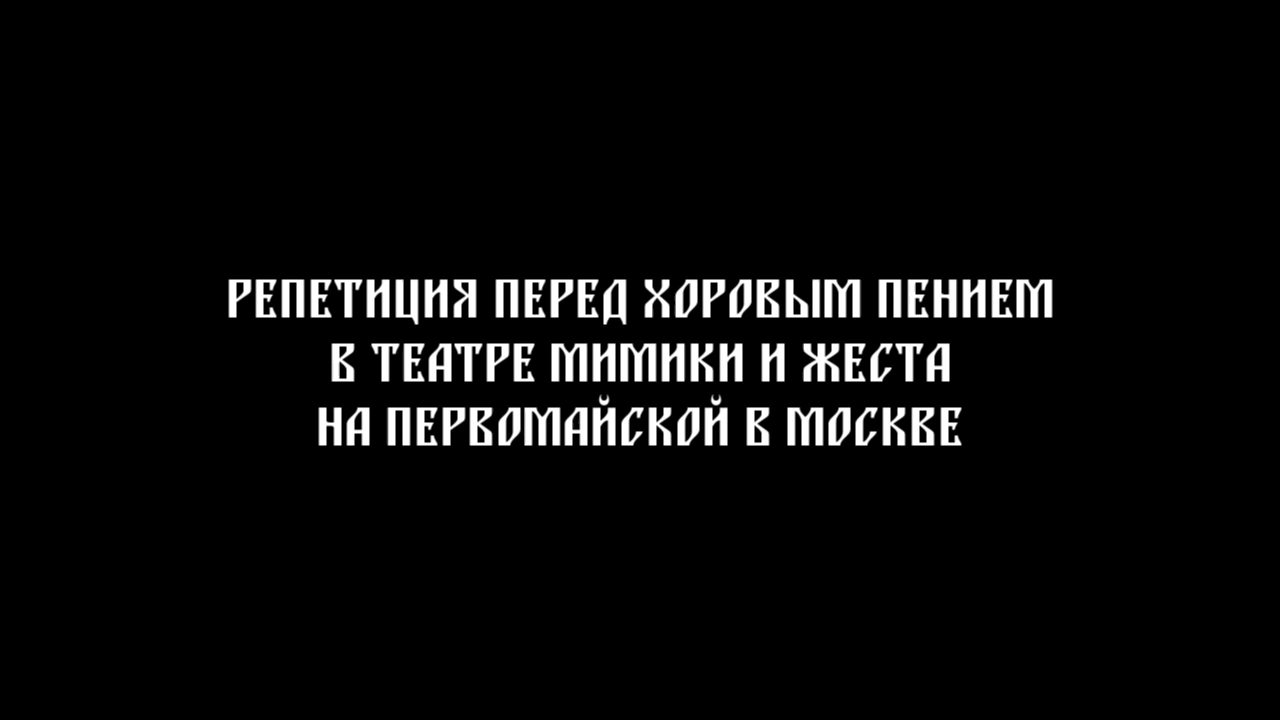 РЕПЕТИЦИЯ ПЕРЕД ХОРОВЫМ ПЕНИЕМ
В ТЕАТРЕ МИМИКИ И ЖЕСТА
НА ПЕРВОМАЙСКОЙ В МОСКВЕ